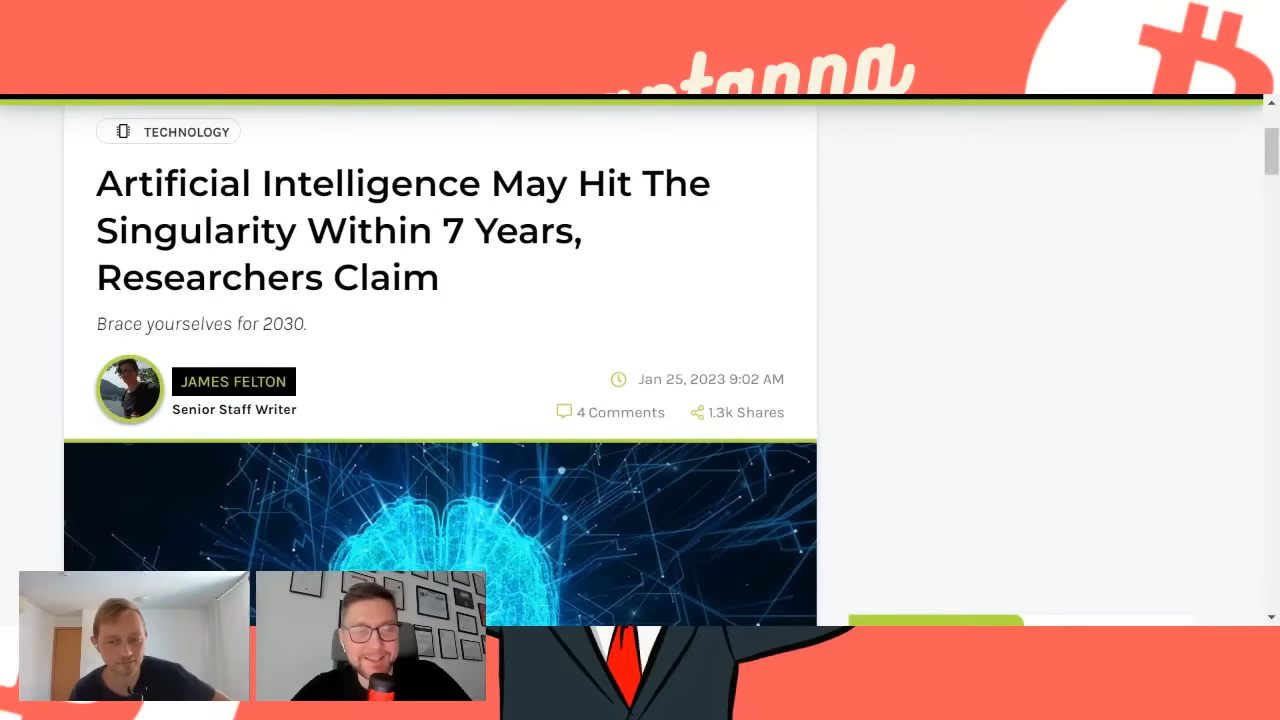 TECHNOLOGY
Artificial Intelligence May Hit The
Singularity Within 7 Years,
Researchers Claim
Brace yourselves for 2030.
JAMES FELTON
Senior Staff Writer
Jan 25, 2023 9:02 AM
4 Comments
1.3k Shares